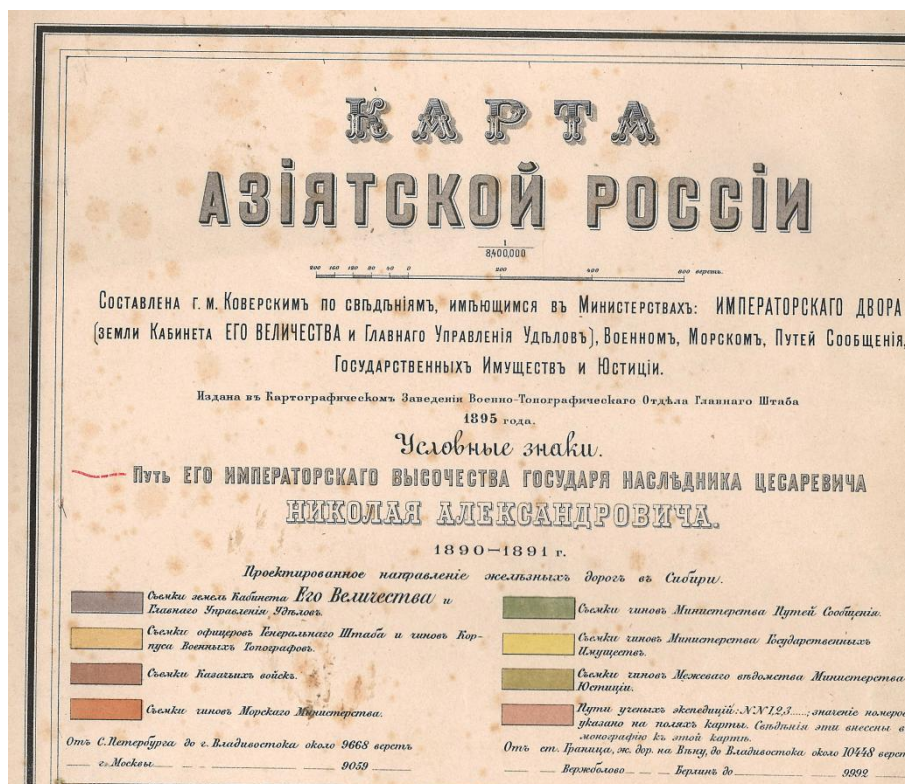 КАРТА
АЗІЯТСКОЙ РОССІИ
1
8,400,000
200 160 120 80 40 0 200 400 600 верстъ.
Составлена г. м. Коверскимъ по свѣдѣніямъ, имѣющимся въ Министерствахъ: ИМПЕРАТОРСКАГО ДВОРА
(земли Кабинета ЕГО ВЕЛИЧЕСТВА и Главнаго Управленія Удѣловъ), Военномъ, Морскомъ, Путей Сообщенія,
Государственныхъ Имуществъ и Юстиціи.
Издана въ Картографическомъ Заведеніи Военно-Топографическаго Отдѣла Главнаго Штаба
1895 года.
Условные знаки.
Путь ЕГО ИМПЕРАТОРСКАГО ВЫСОЧЕСТВА ГОСУДАРЯ НАСЛѢДНИКА ЦЕСАРЕВИЧА
НИКОЛАЯ АЛЕКСАНДРОВИЧА.
1890–1891 г.
Проектированное направленіе желѣзныхъ дорогъ въ Сибири.
Съемки земель Кабинета Его Величества и
Главнаго Управленія Удѣловъ.
Съемки офицеровъ Генеральнаго Штаба и чиновъ Кор-
пуса Военныхъ Топографовъ.
Съемки Казачьихъ войскъ.
Съемки чиновъ Морскаго Министерства.
Отъ С.Петербурга до г. Владивостока около 9668 верстъ
— г. Москвы — 9059 —
Съемки чиновъ Министерства Путей Сообщенія.
Съемки чиновъ Министерства Государственныхъ
Имуществъ.
Съемки чиновъ Межеваго вѣдомства Министерства
Юстиціи.
Пути ученыхъ экспедицій: №№ 1,2,3.....; значеніе номеров
указано на поляхъ карты. Свѣдѣнія эти внесены в
монографію къ этой картѣ.
Отъ ст. Граница, ж. дор. на Вѣну, до Владивостока около 10448 верст
— Вержболово — Берлинъ до — 9992